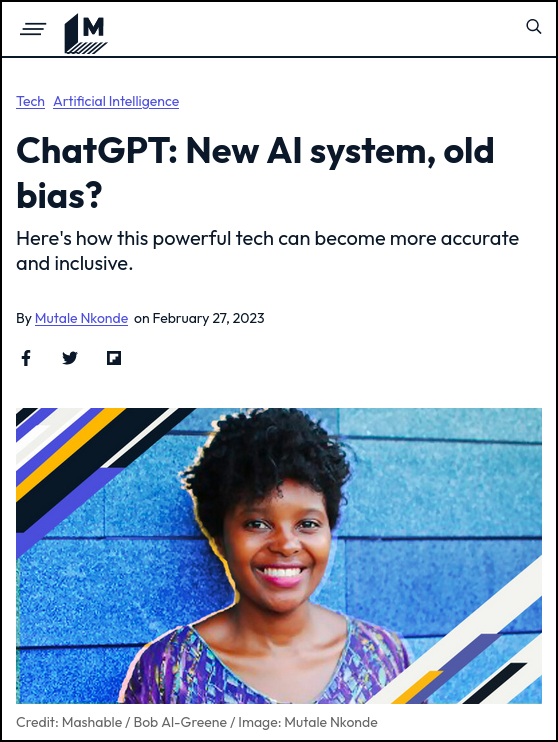 M
Tech Artificial Intelligence
ChatGPT: New AI system, old
bias?
Here's how this powerful tech can become more accurate
and inclusive.
By Mutale Nkonde on February 27, 2023
Credit: Mashable / Bob Al-Greene / Image: Mutale Nkonde